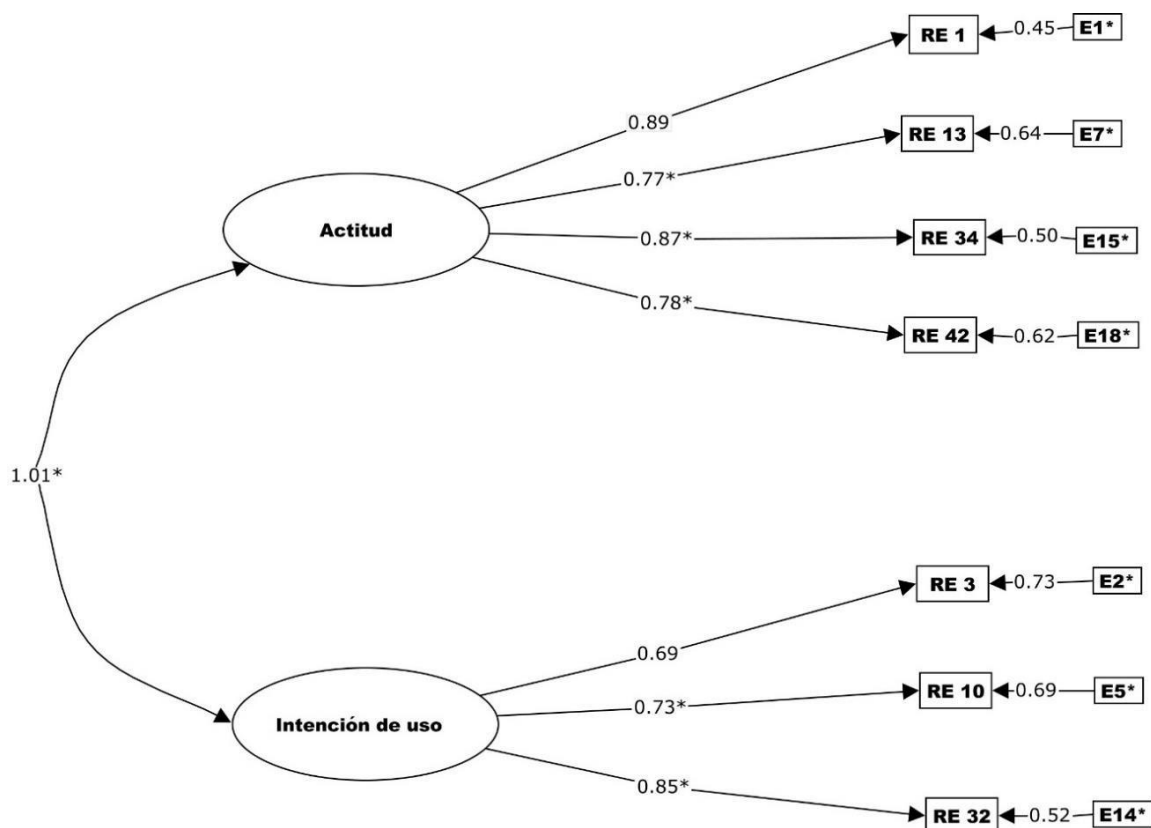 RE 1
0.45
E1*
0.89
RE 13
0.64
E7*
0.77*
Actitud
0.87*
RE 34
0.50
E15*
0.78*
RE 42
0.62
E18*
1.01*
RE 3
0.73
E2*
0.69
Intención de uso
0.73*
RE 10
0.69
E5*
0.85*
RE 32
0.52
E14*